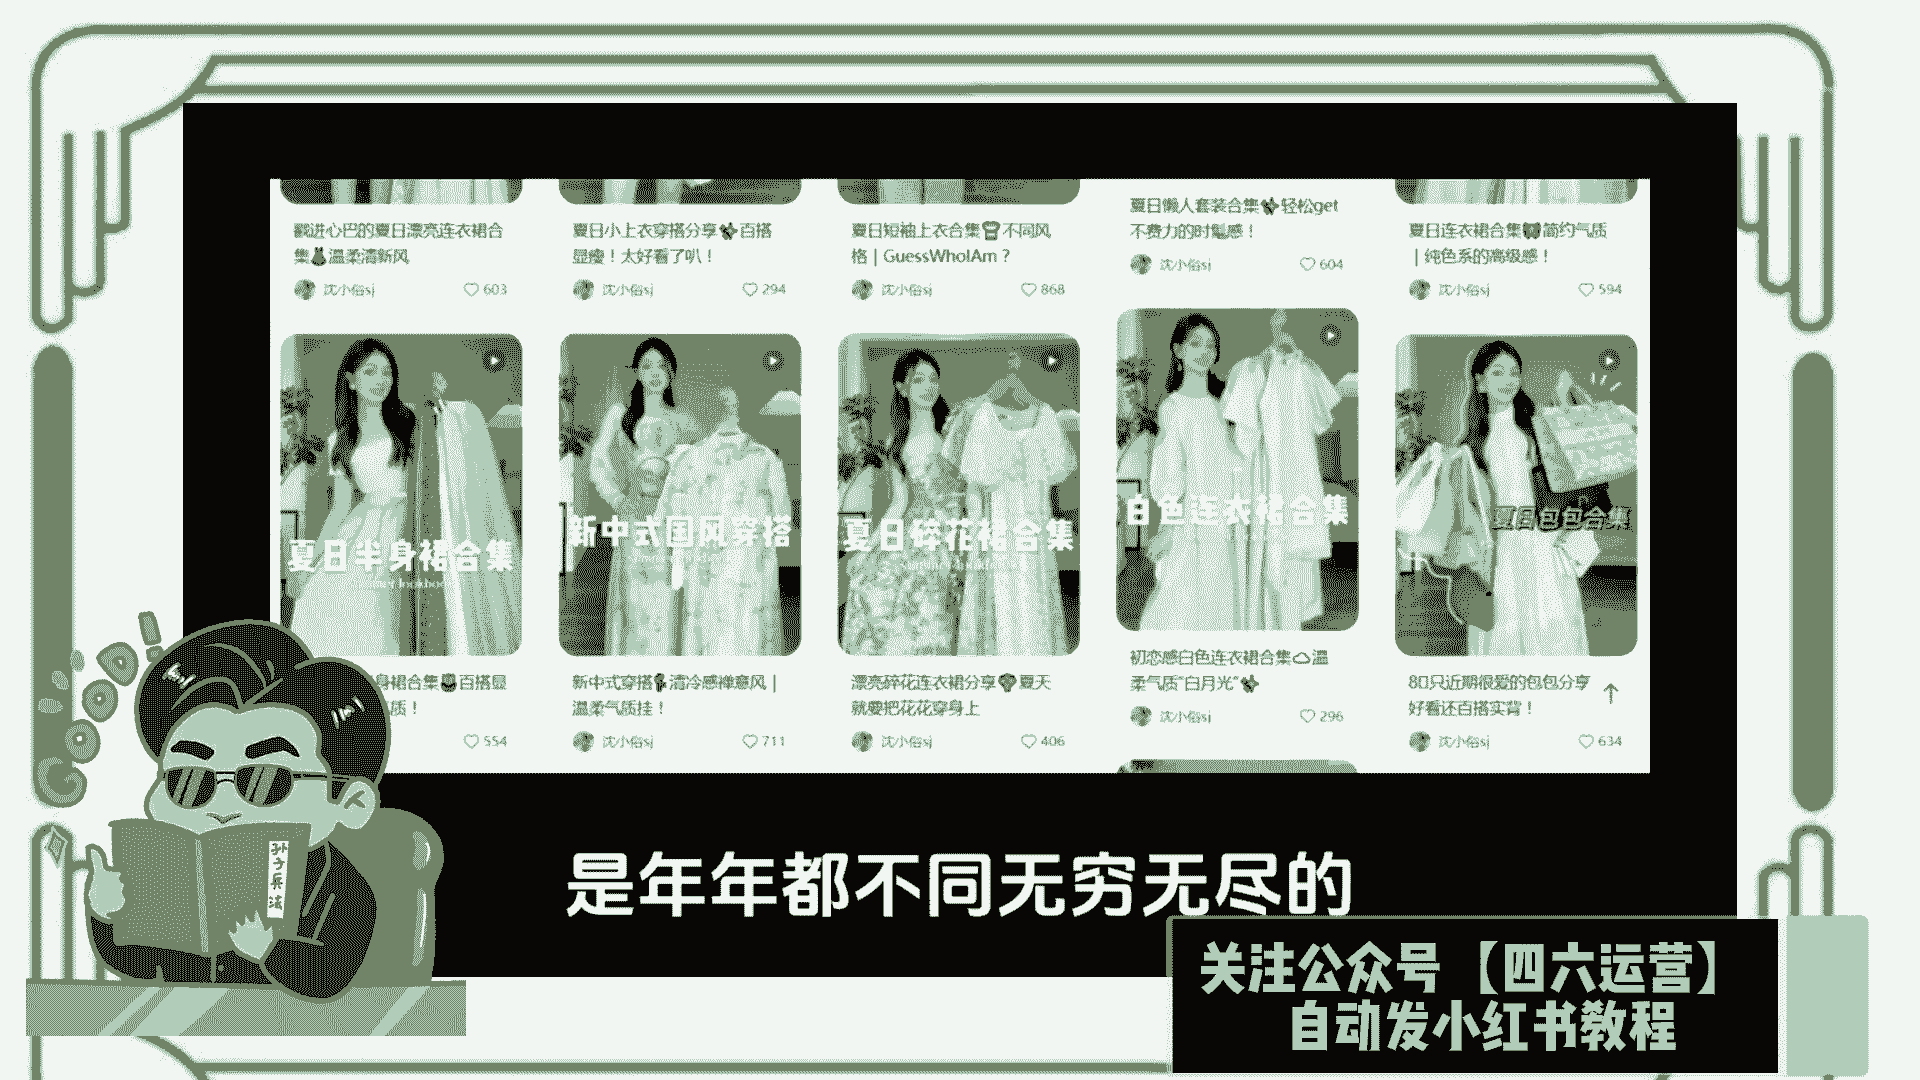 戳进心巴的夏日漂亮连衣裙合
集👗温柔清新风
沈小俗sj
603
夏日小上衣穿搭分享✨百搭
显瘦！太好看了叭！
沈小俗sj
294
夏日短袖上衣合集👚不同风
格 | GuessWhoIAm？
沈小俗sj
868
夏日懒人套装合集✨轻松get
不费力的时髦感！
沈小俗sj
604
夏日连衣裙合集👗简约气质
| 纯色系的高级感！
沈小俗sj
594
夏日半身裙合集
新中式国风穿搭
夏日碎花裙合集
白色连衣裙合集
夏日包包合集
身裙合集
百搭显
质！
554
新中式穿搭
清冷感禅意风 |
温柔气质挂！
沈小俗sj
711
漂亮碎花连衣裙分享
夏天
就要把花花穿身上
沈小俗sj
406
初恋感白色连衣裙合集☁温
柔气质“白月光”✨
沈小俗sj
296
80只近期很爱的包包分享
好看还百搭实背！
沈小俗sj
634
孙子兵法
是年年都不同无穷无尽的
关注公众号【四六运营】
自动发小红书教程